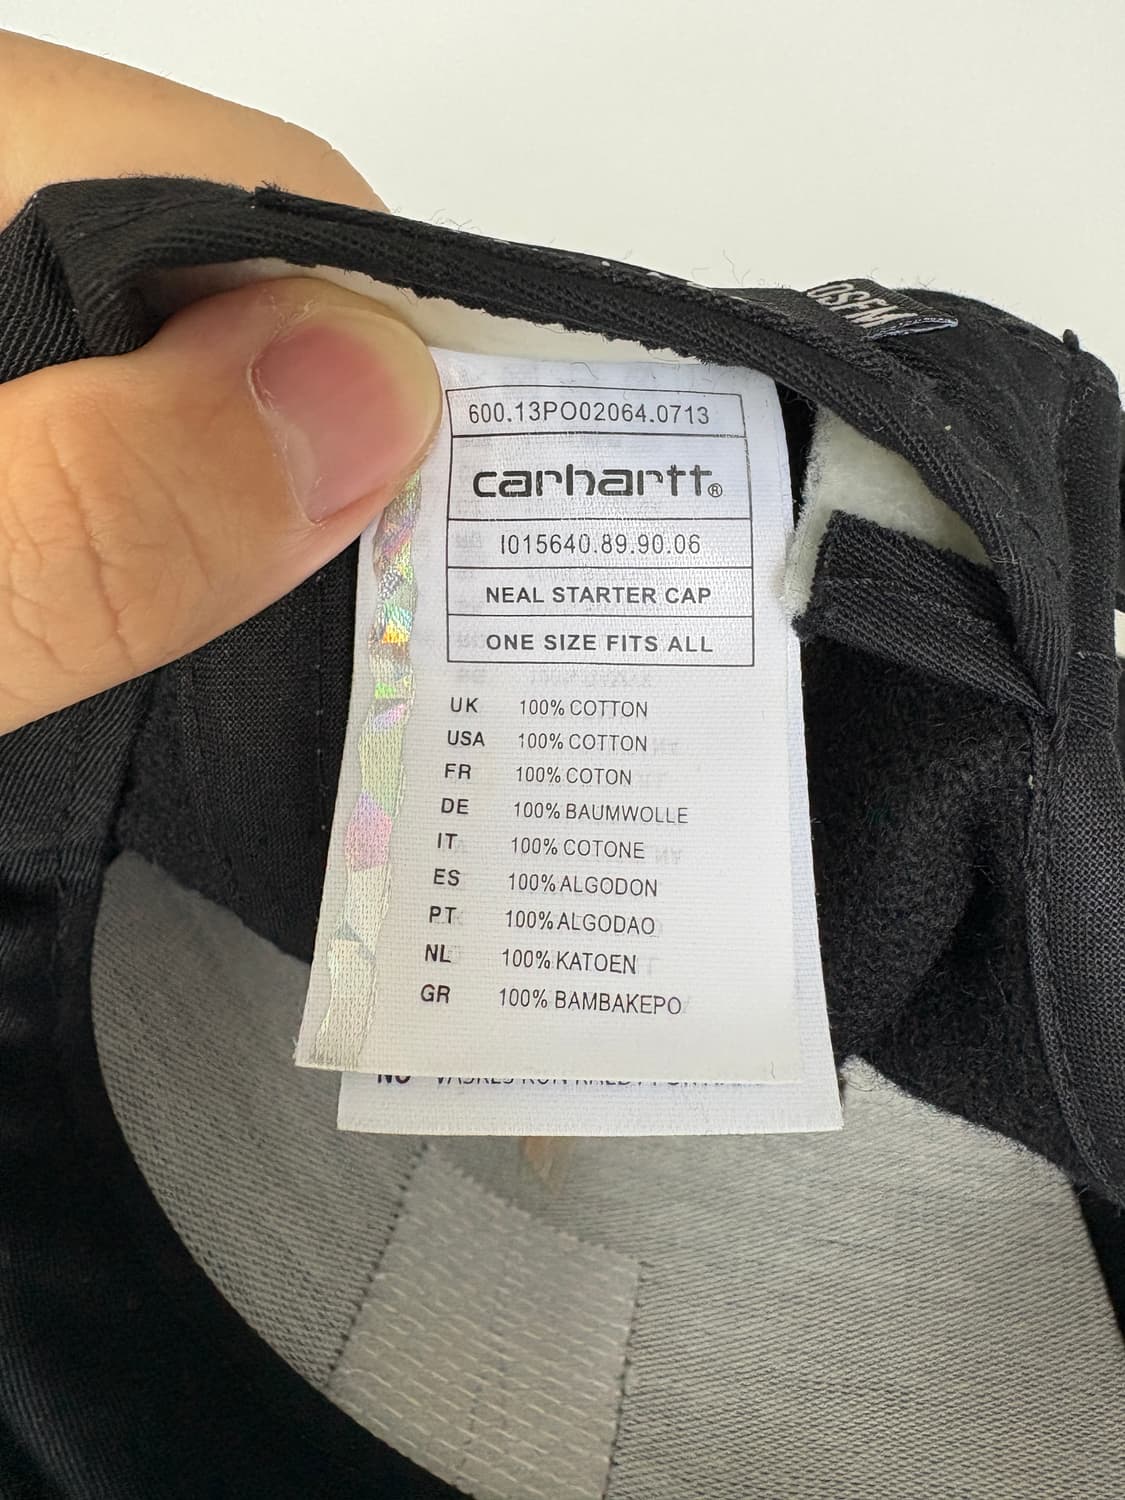 OSFM
600.13PO02064.0713
carhartt®
I015640.89.90.06
NEAL STARTER CAP
ONE SIZE FITS ALL
UK 100% COTTON
USA 100% COTTON
FR 100% COTON
DE 100% BAUMWOLLE
IT 100% COTONE
ES 100% ALGODON
PT 100% ALGODAO
NL 100% KATOEN
GR 100% BAMBAKEPO
NO